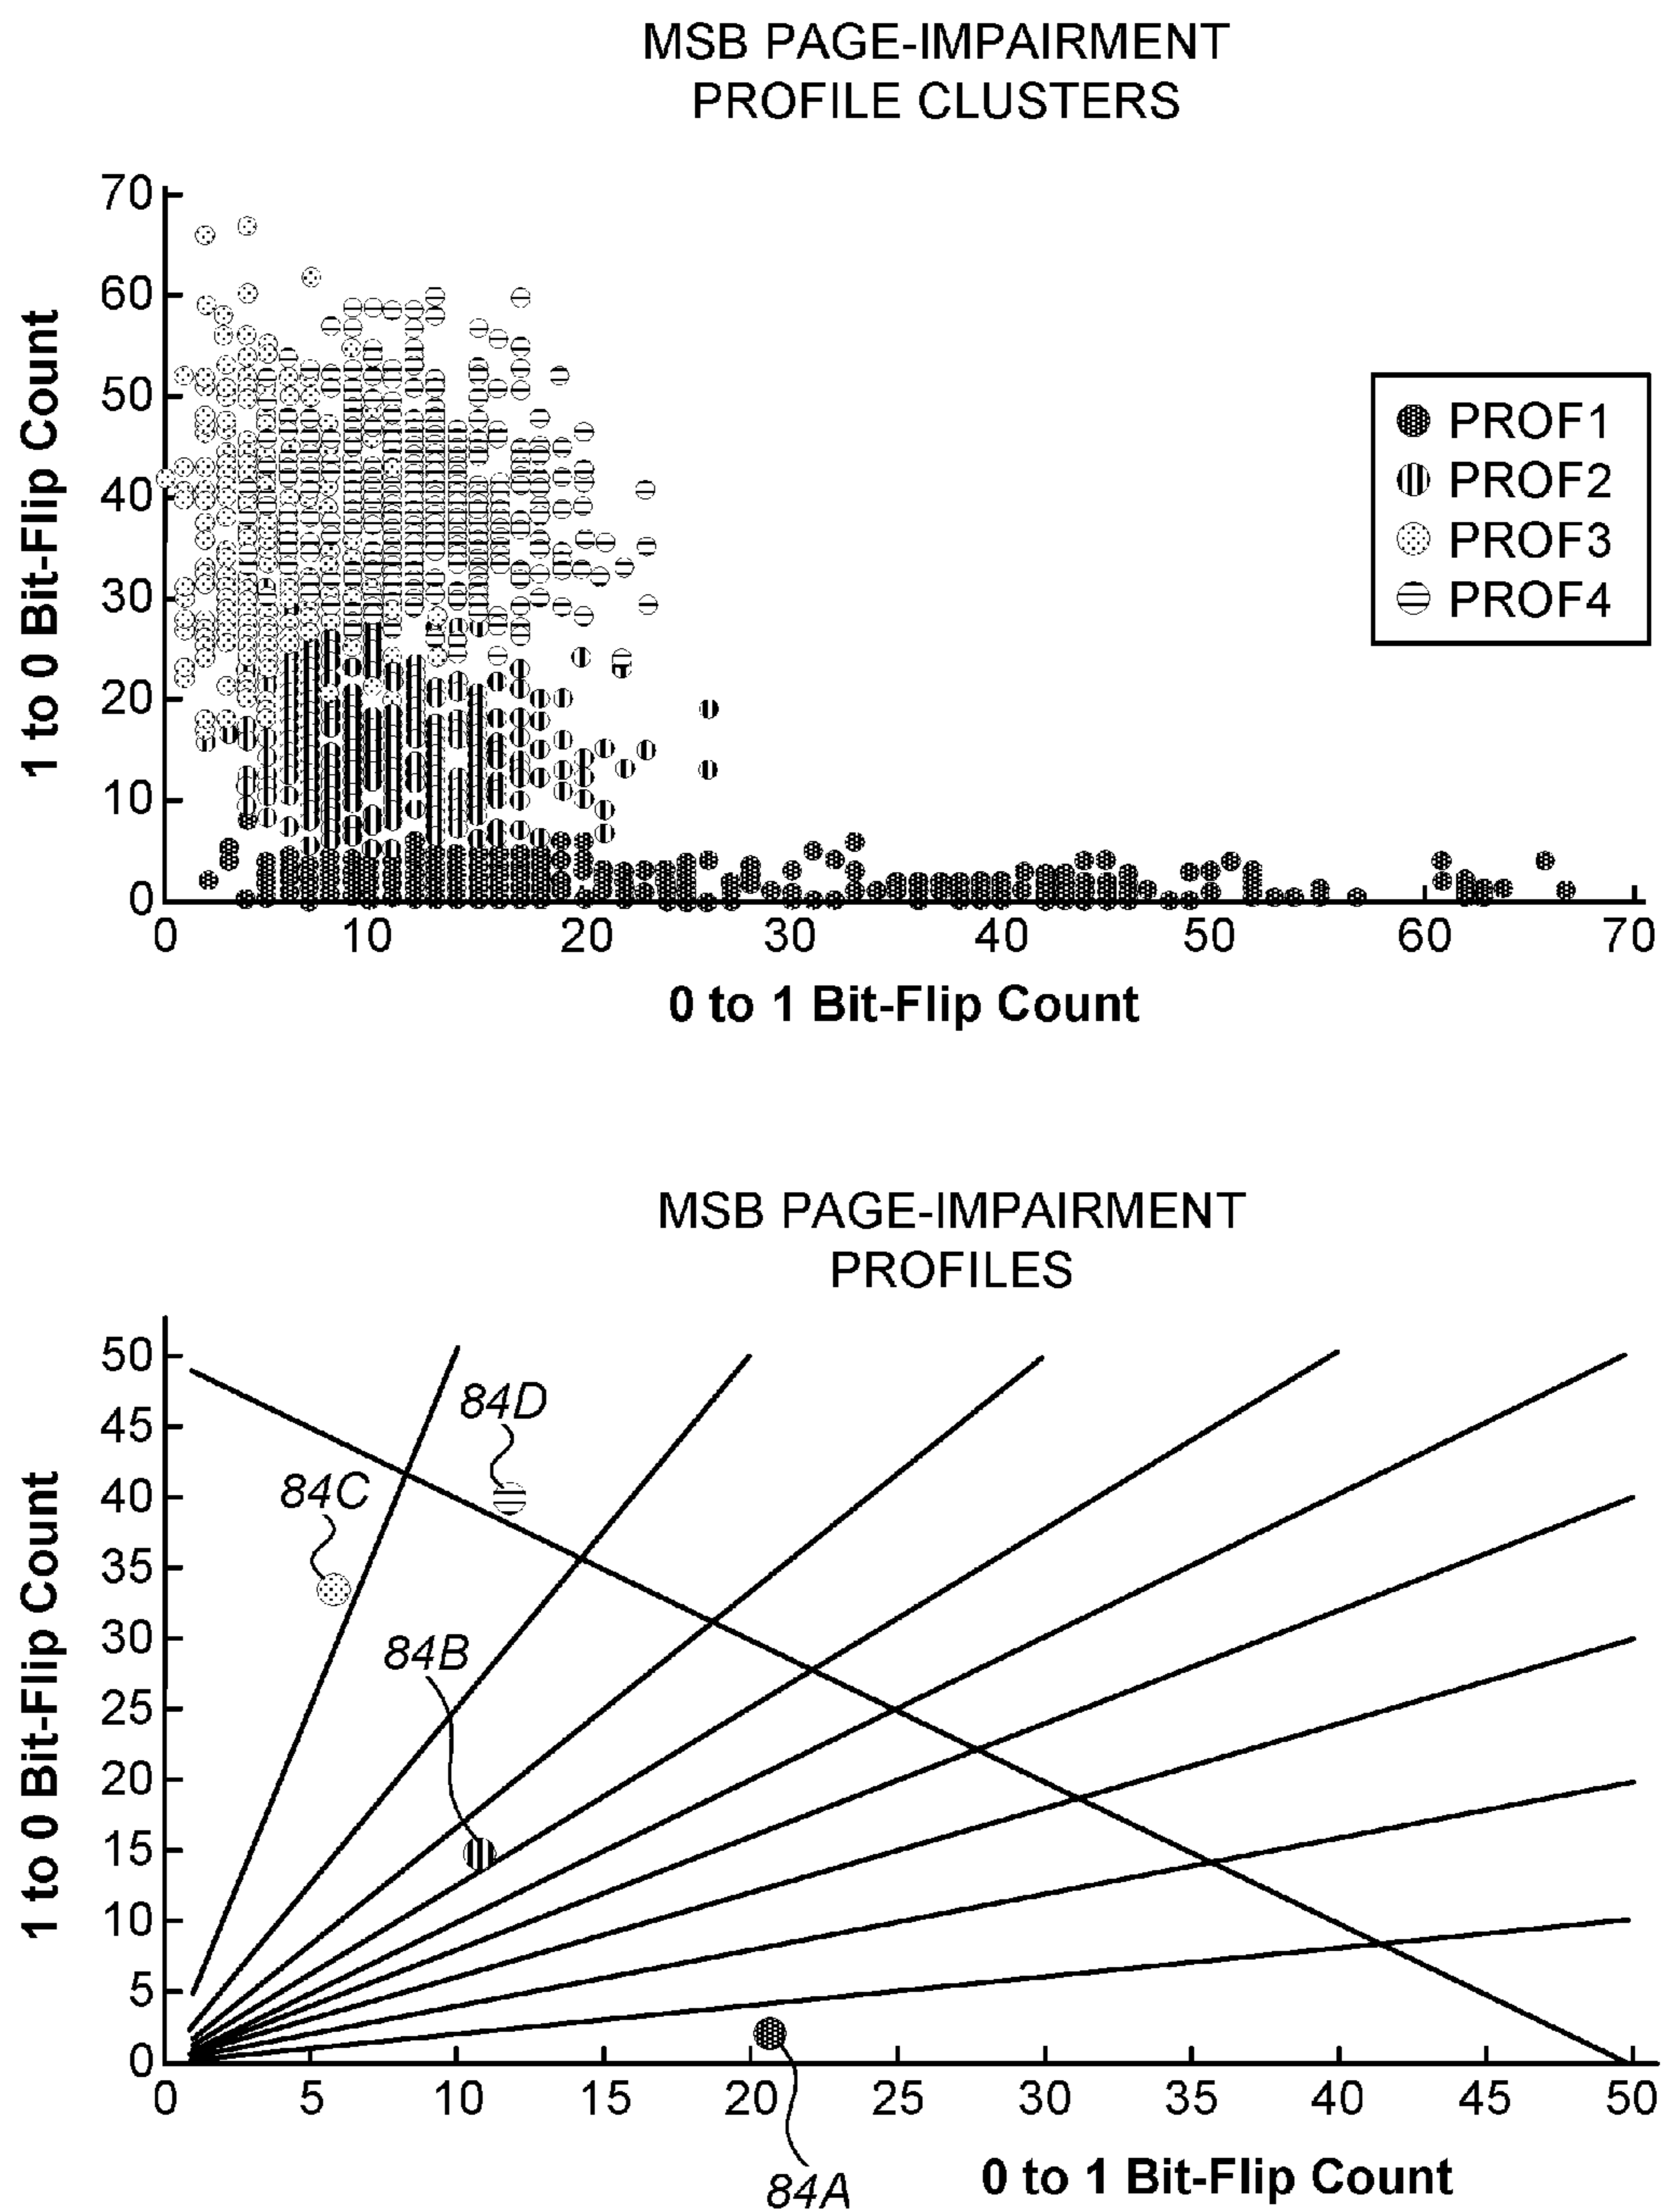 MSB PAGE-IMPAIRMENT
PROFILE CLUSTERS
1 to 0 Bit-Flip Count
70
60
50
40
30
20
10
0
0 10 20 30 40 50 60 70
0 to 1 Bit-Flip Count
PROF1
PROF2
PROF3
PROF4
MSB PAGE-IMPAIRMENT
PROFILES
1 to 0 Bit-Flip Count
50
45
40
35
30
25
20
15
10
5
0
84D
84C
84B
0 5 10 15 20 25 30 35 40 45 50
84A
0 to 1 Bit-Flip Count